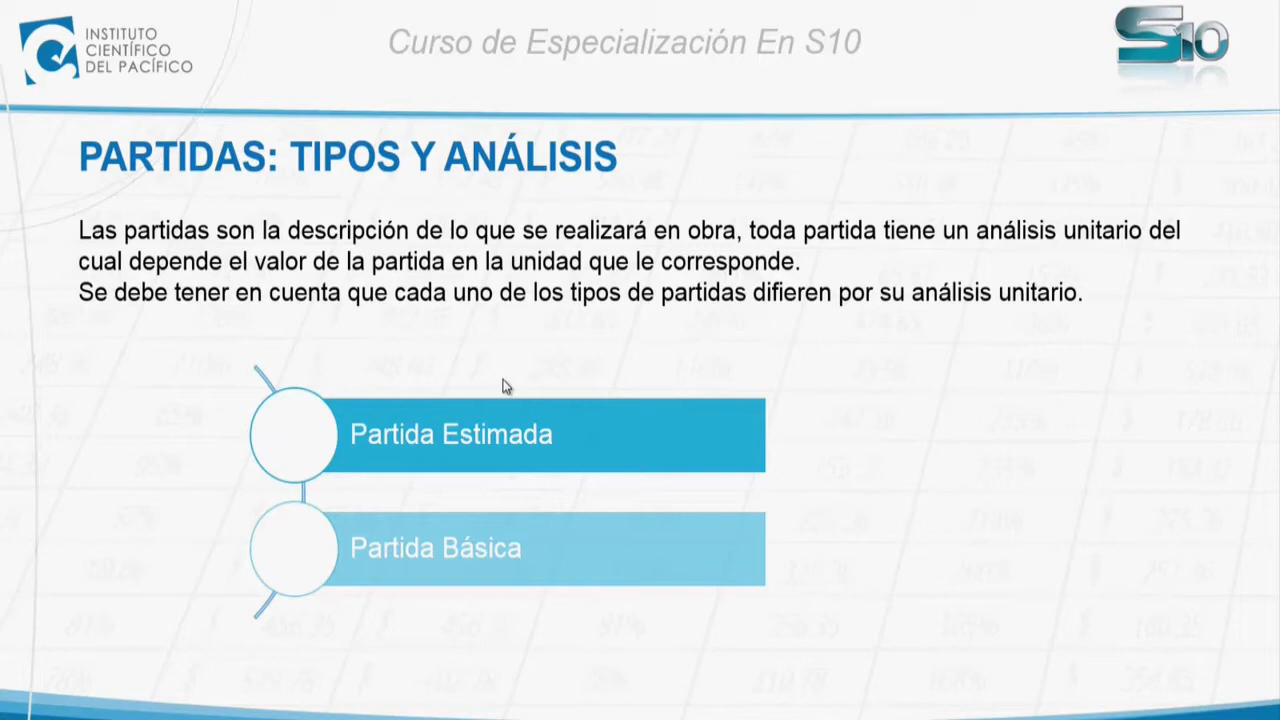 INSTITUTO
CIENTÍFICO
DEL PACÍFICO
Curso de Especialización En S10
S10
PARTIDAS: TIPOS Y ANÁLISIS
Las partidas son la descripción de lo que se realizará en obra, toda partida tiene un análisis unitario del
cual depende el valor de la partida en la unidad que le corresponde.
Se debe tener en cuenta que cada uno de los tipos de partidas difieren por su análisis unitario.
Partida Estimada
Partida Básica